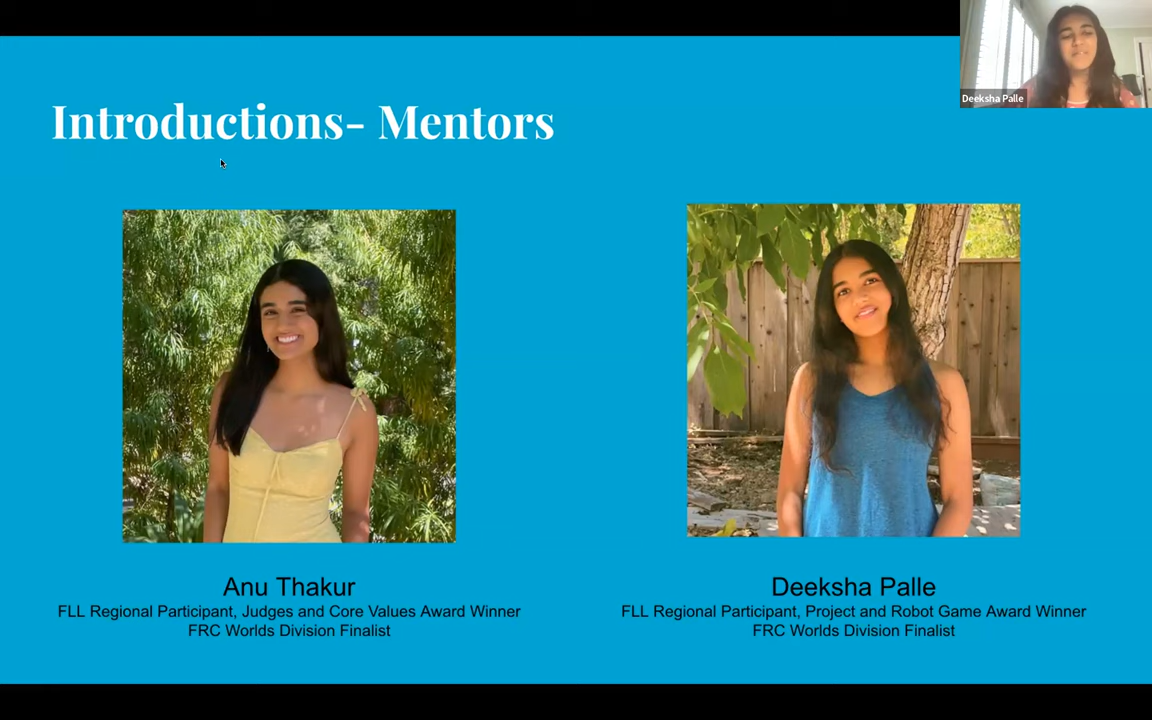 Deeksha Palle
Introductions- Mentors
Anu Thakur
FLL Regional Participant, Judges and Core Values Award Winner
FRC Worlds Division Finalist
Deeksha Palle
FLL Regional Participant, Project and Robot Game Award Winner
FRC Worlds Division Finalist